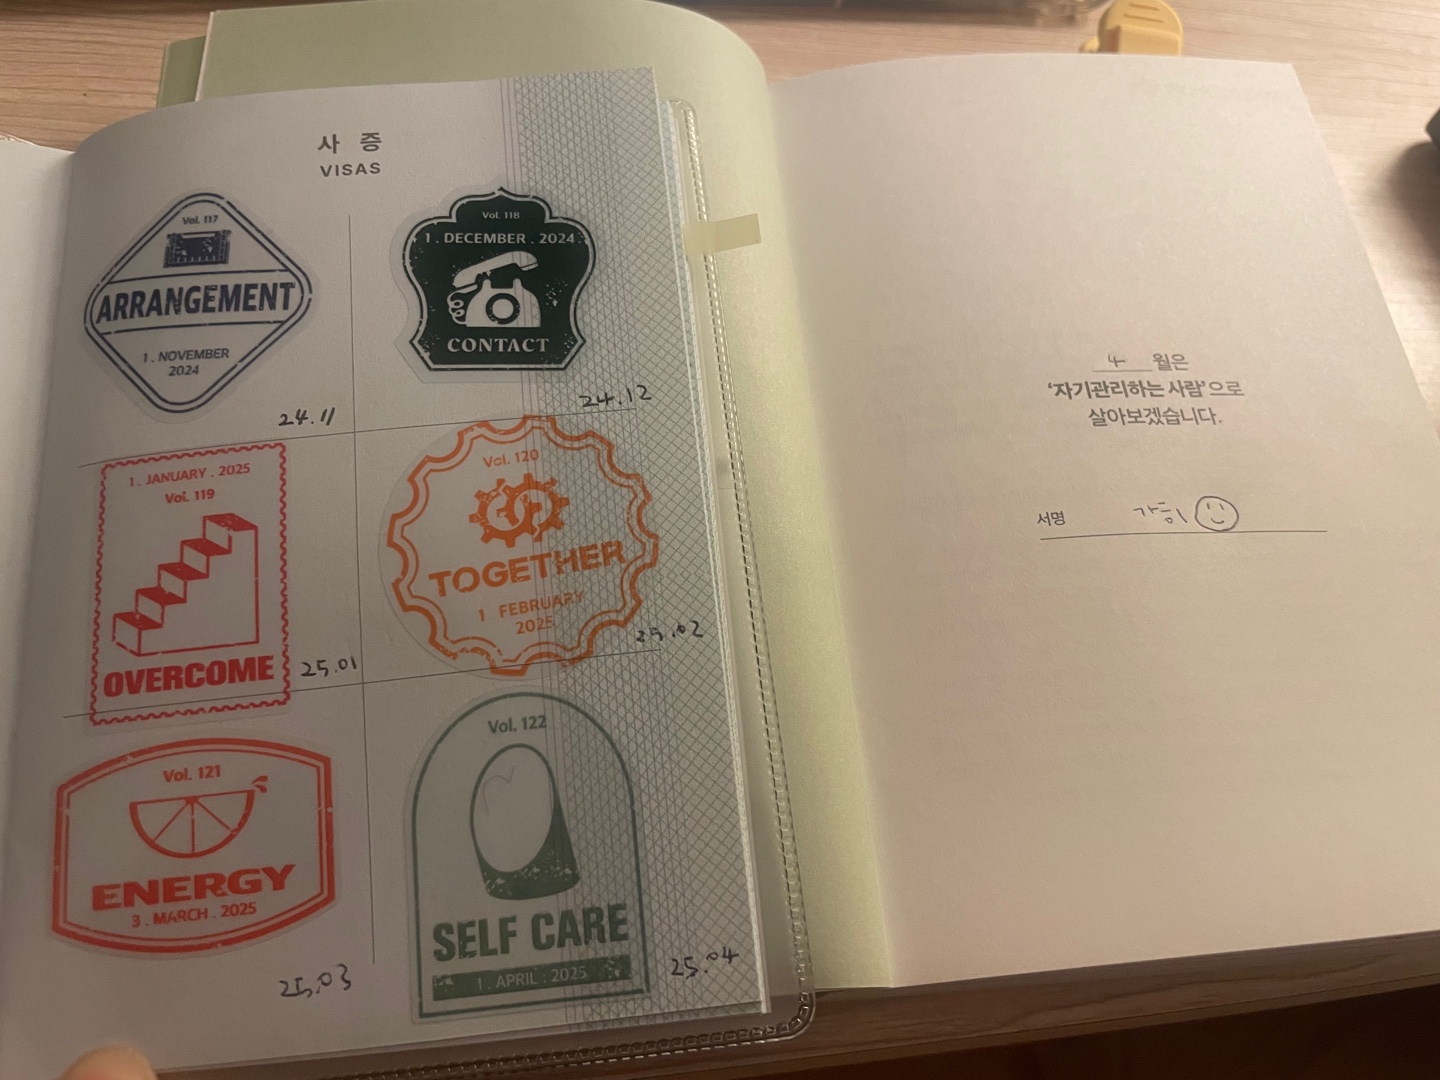 사 증
VISAS
Vol. 117
ARRANGEMENT
1. NOVEMBER
2024
24.11
Vol. 118
1. DECEMBER. 2024
CONTACT
24.12
1. JANUARY. 2025
Vol. 119
OVERCOME
25.01
Vol. 120
TOGETHER
1 FEBRUARY
2025
25.02
Vol. 121
ENERGY
3. MARCH. 2025
25.03
Vol. 122
SELF CARE
1. APRIL. 2025
25.04
4 월은
‘자기관리하는 사람’으로
살아보겠습니다.
서명 가희